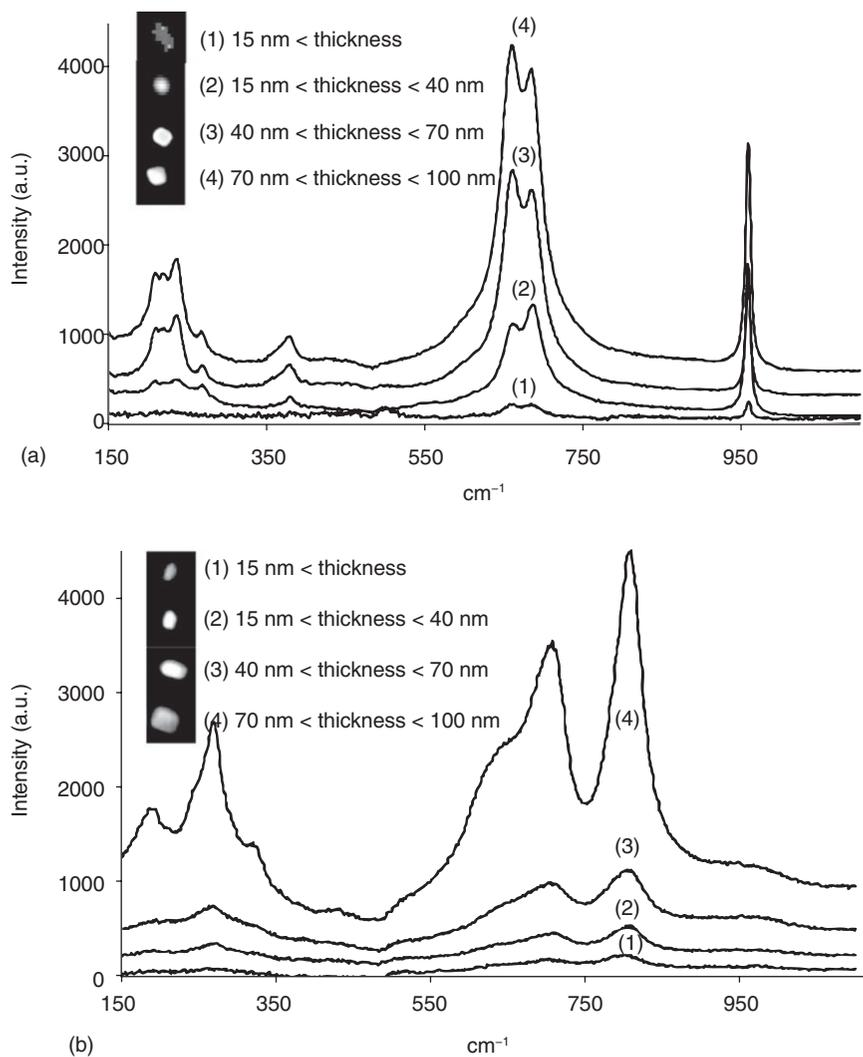 (4)
(1) 15 nm < thickness
4000
(2) 15 nm < thickness < 40 nm
(3) 40 nm < thickness < 70 nm
3000
(3)
(4) 70 nm < thickness < 100 nm
Intensity (a.u.)
2000
(2)
1000
(1)
0
(a)
150 350 550 750 950
cm⁻¹
(1) 15 nm < thickness
4000
(2) 15 nm < thickness < 40 nm
(3) 40 nm < thickness < 70 nm
3000
(4) 70 nm < thickness < 100 nm
(4)
Intensity (a.u.)
2000
(3)
1000
(2)
(1)
0
150 350 550 750 950
(b)
cm⁻¹